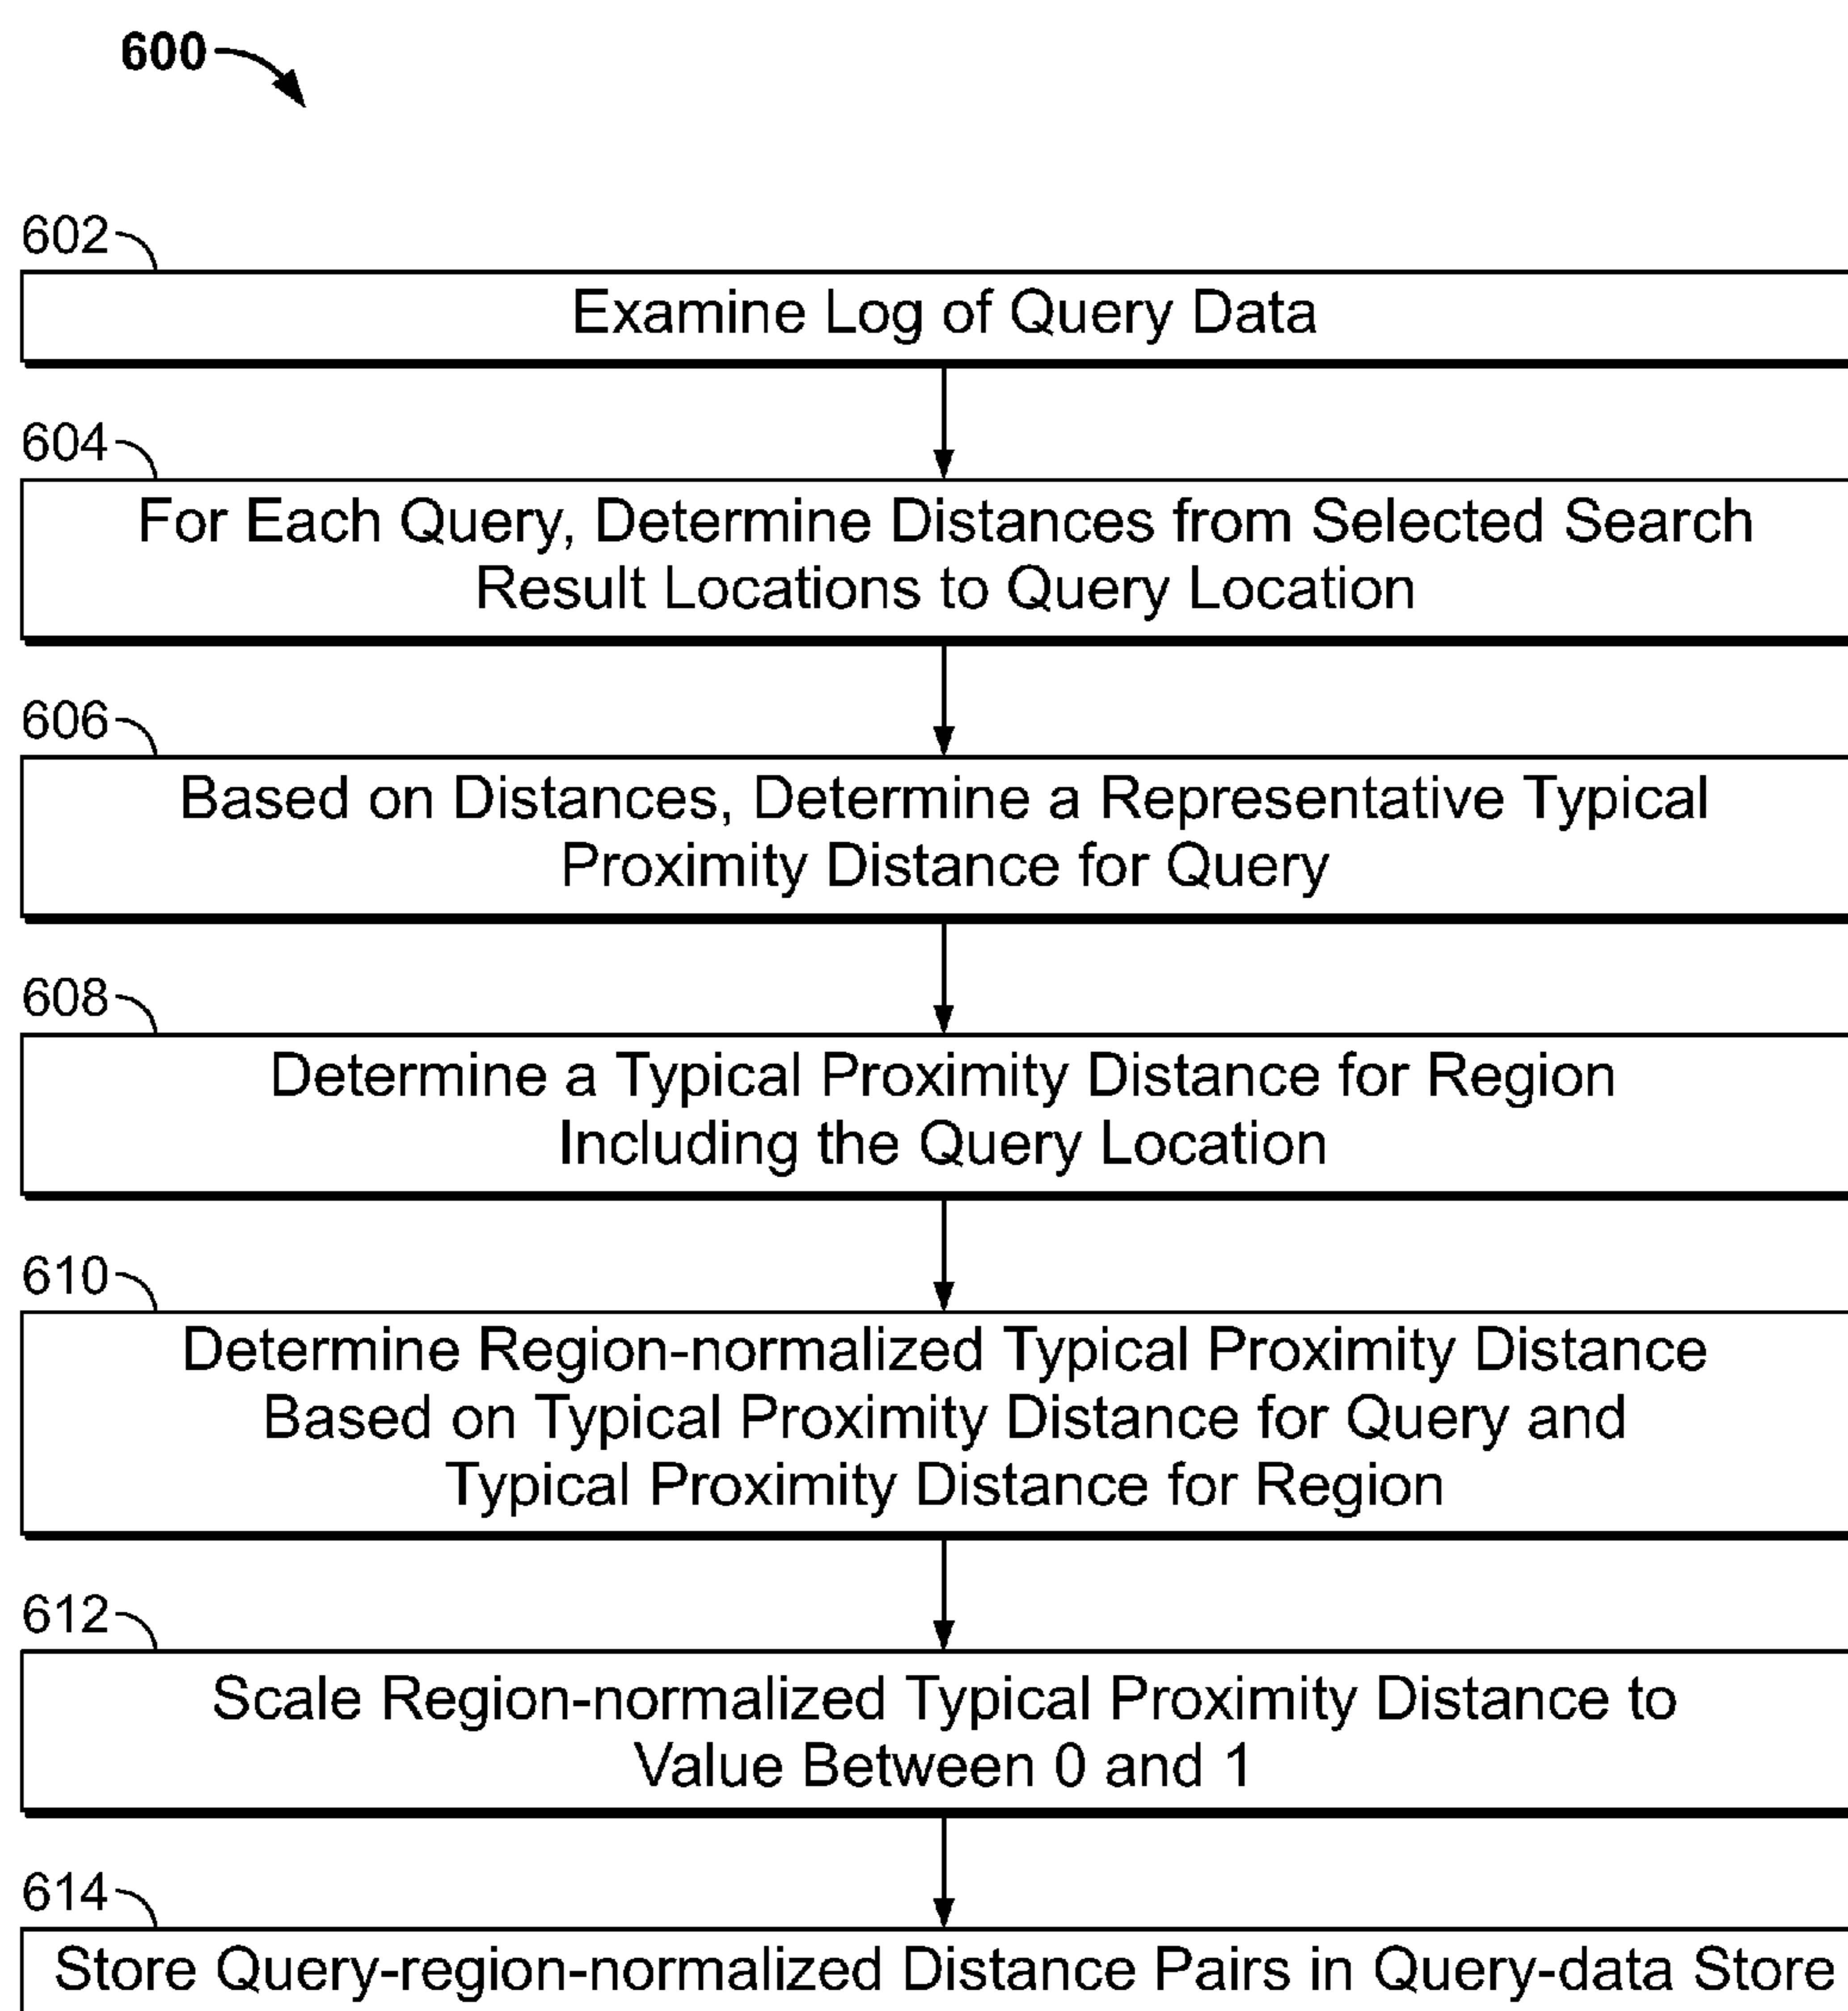 600
602
Examine Log of Query Data
604
For Each Query, Determine Distances from Selected Search
Result Locations to Query Location
606
Based on Distances, Determine a Representative Typical
Proximity Distance for Query
608
Determine a Typical Proximity Distance for Region
Including the Query Location
610
Determine Region-normalized Typical Proximity Distance
Based on Typical Proximity Distance for Query and
Typical Proximity Distance for Region
612
Scale Region-normalized Typical Proximity Distance to
Value Between 0 and 1
614
Store Query-region-normalized Distance Pairs in Query-data Store